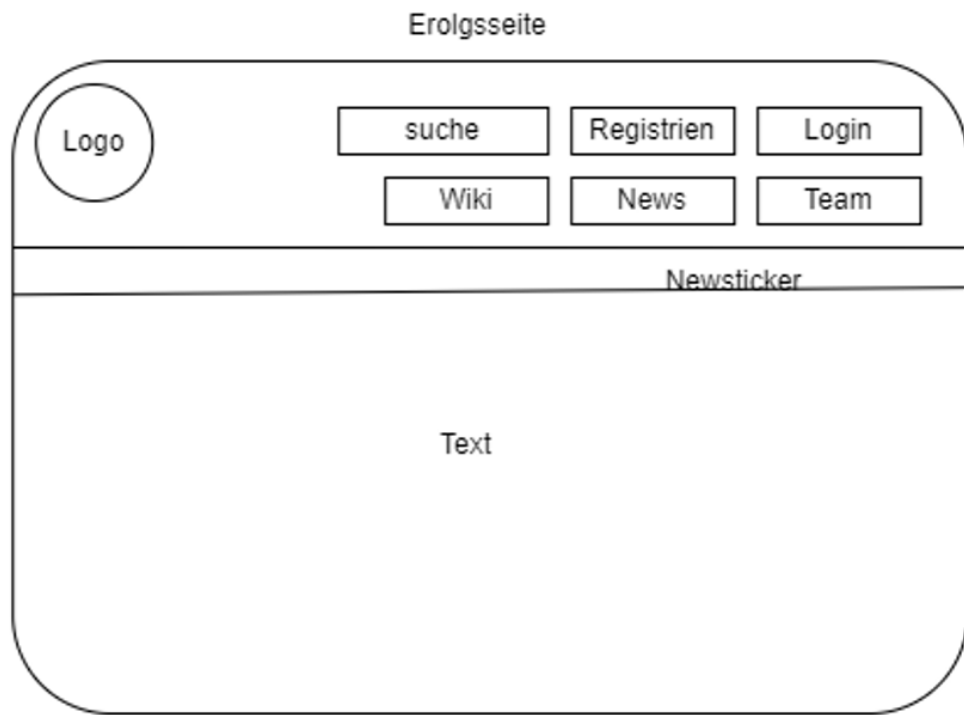 Erolgsseite
Logo
suche
Registrien
Login
Wiki
News
Team
Newsticker
Text